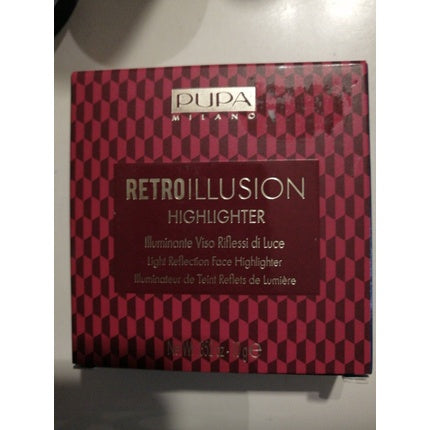 PUPA
MILANO
RETROILLUSION
HIGHLIGHTER
Illuminante Viso Riflessi di Luce
Light Reflection Face Highlighter
Illuminateur de Teint Reflets de Lumière